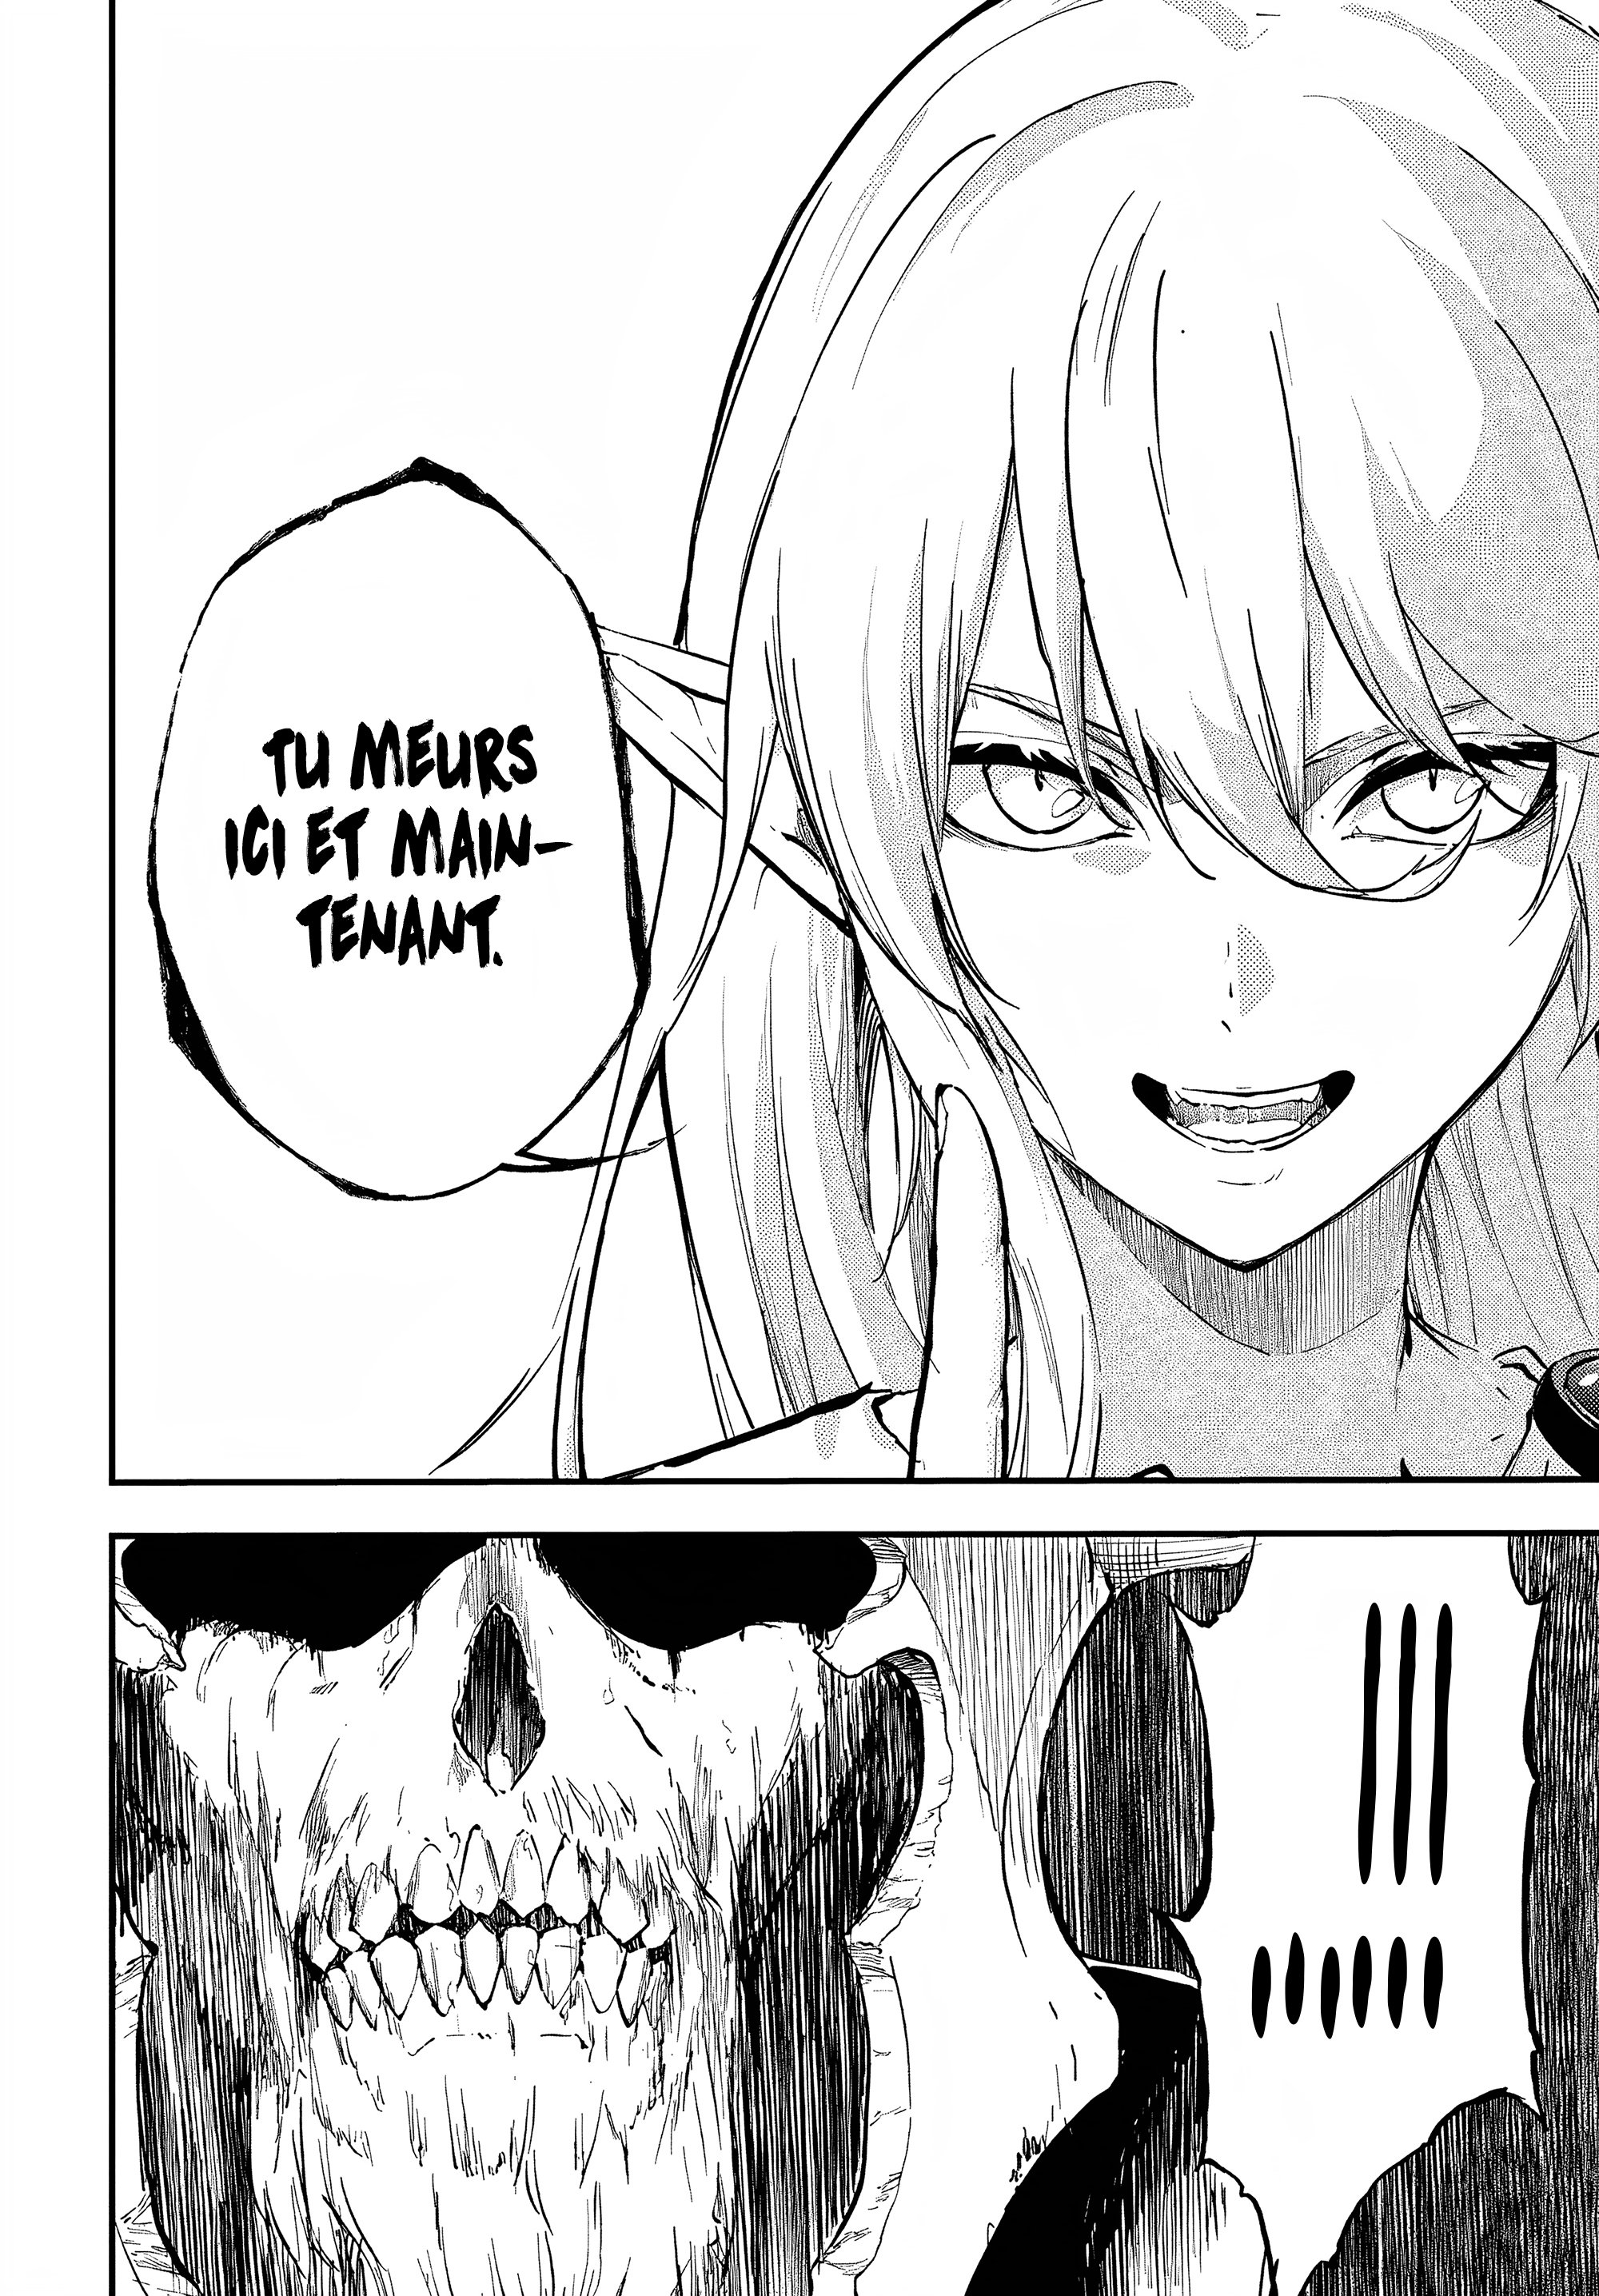 TU MEURS
ICI ET MAIN-
TENANT.
!!!